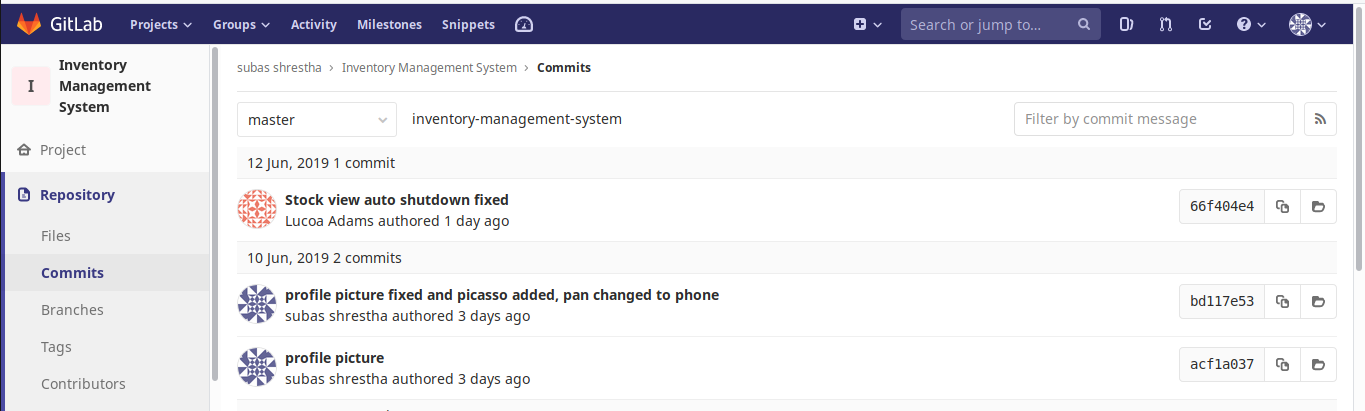 GitLab Projects Groups Activity Milestones Snippets Search or jump to...
Inventory
Management
System
I
Project
Repository
Files
Commits
Branches
Tags
Contributors
subas shrestha › Inventory Management System › Commits
master inventory-management-system Filter by commit message
12 Jun, 2019 1 commit
Stock view auto shutdown fixed
Lucoa Adams authored 1 day ago
66f404e4
10 Jun, 2019 2 commits
profile picture fixed and picasso added, pan changed to phone
subas shrestha authored 3 days ago
bd117e53
profile picture
subas shrestha authored 3 days ago
acf1a037